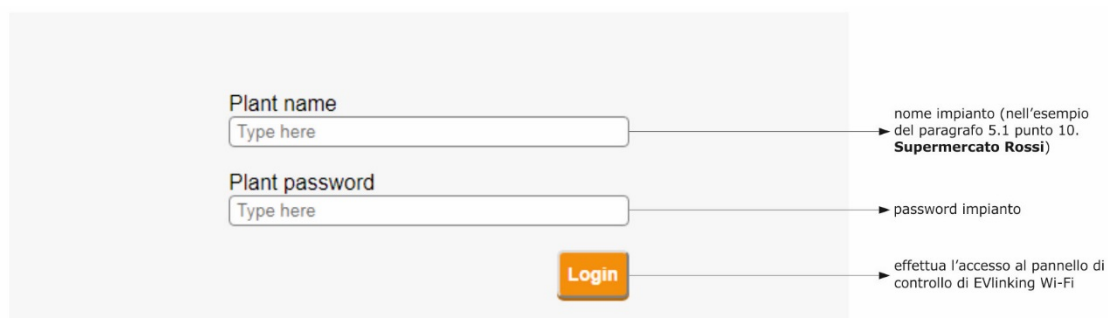 Plant name
Type here
nome impianto (nell'esempio
del paragrafo 5.1 punto 10.
Supermercato Rossi)
Plant password
Type here
password impianto
Login
effettua l'accesso al pannello di
controllo di EVlinking Wi-Fi